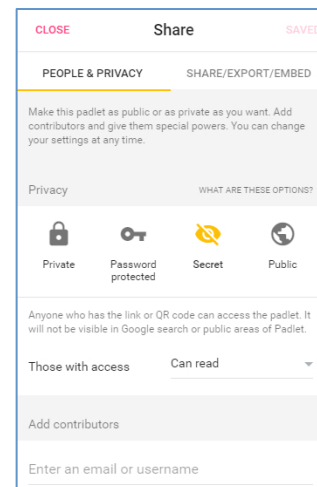 CLOSE Share SAVED
PEOPLE & PRIVACY SHARE/EXPORT/EMBED
Make this padlet as public or as private as you want. Add
contributors and give them special powers. You can change
your settings at any time.
Privacy WHAT ARE THESE OPTIONS?
Private Password Secret Public
protected
Anyone who has the link or QR code can access the padlet. It
will not be visible in Google search or public areas of Padlet.
Those with access Can read
Add contributors
Enter an email or username